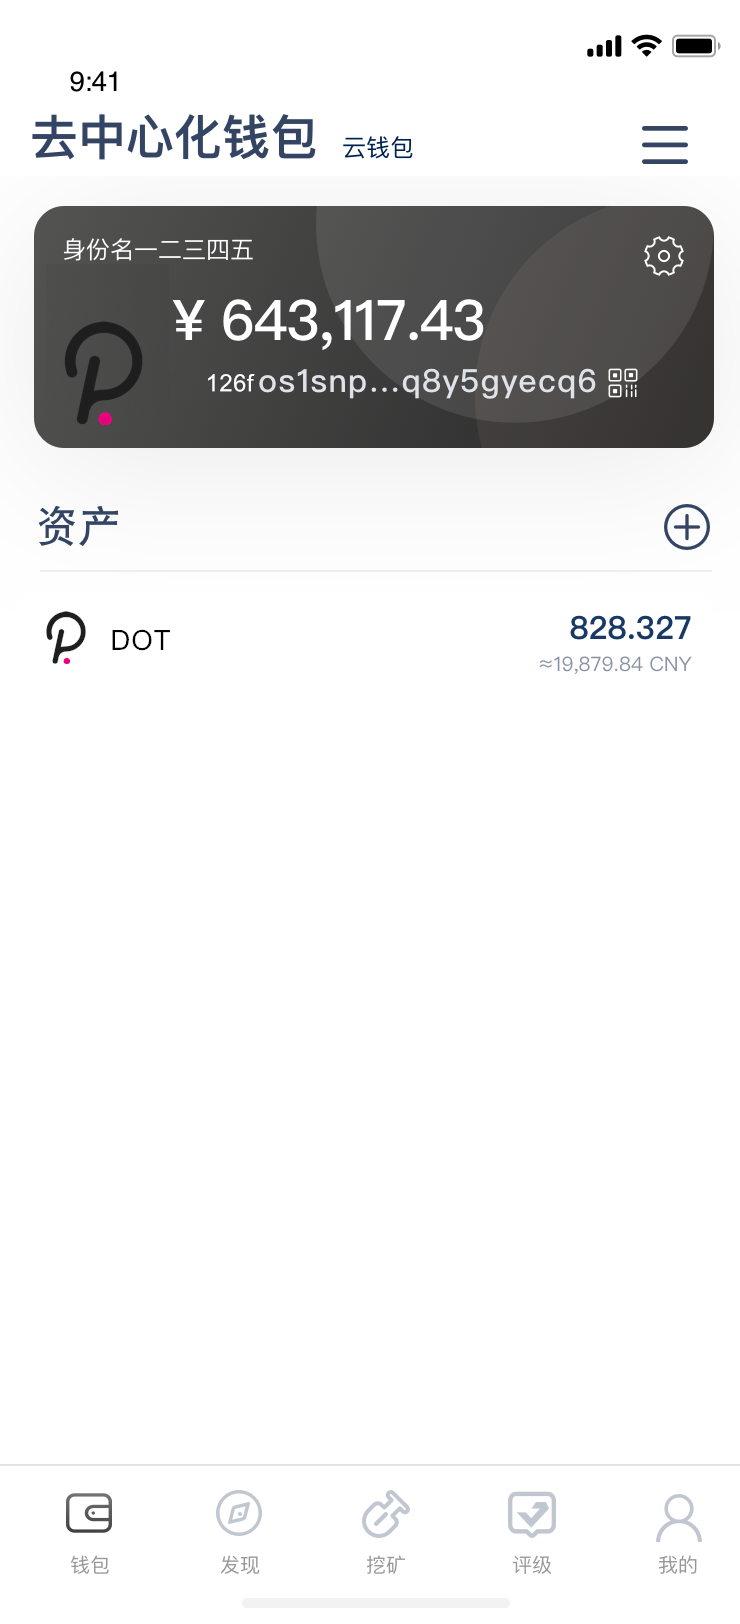 9:41
去中心化钱包 云钱包
身份名一二三四五
¥ 643,117.43
126fos1snp...q8y5gyecq6
资产
DOT
828.327
≈19,879.84 CNY
钱包 发现 挖矿 评级 我的